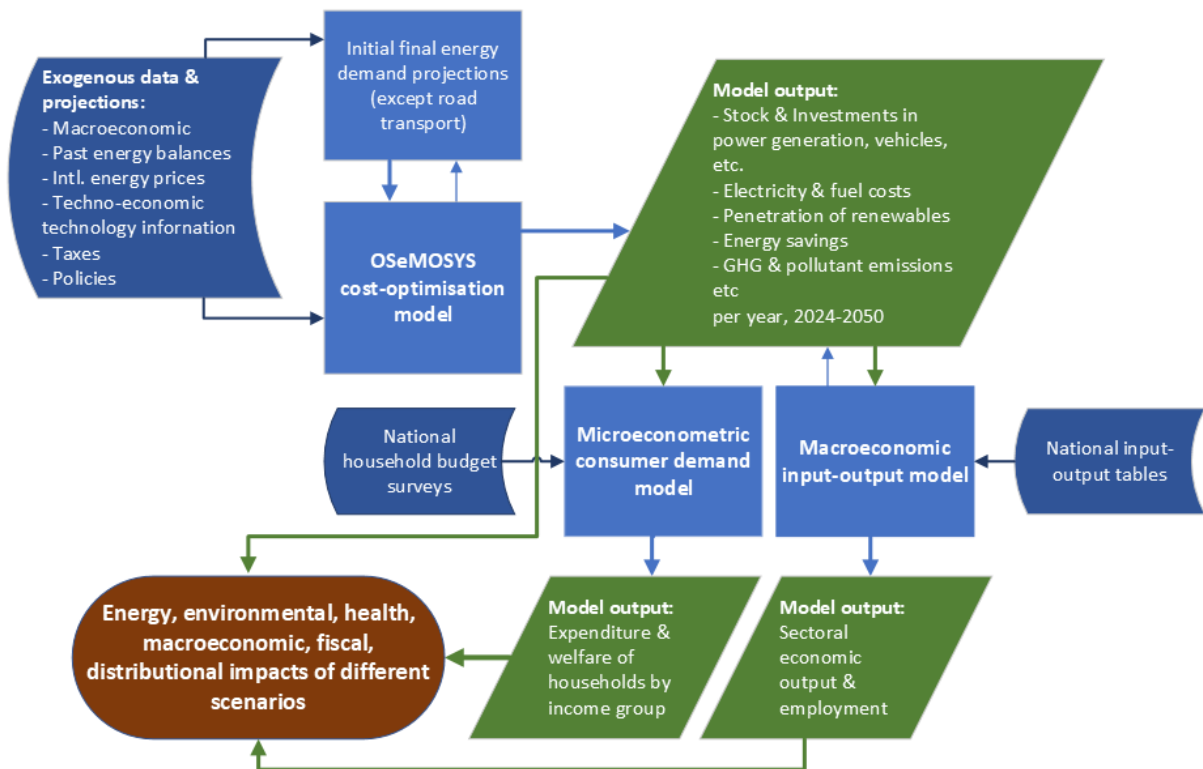 Exogenous data &
projections:
- Macroeconomic
- Past energy balances
- Intl. energy prices
- Techno-economic
technology infornation
- Taxes
- Policies
Initial final energy
demand projections
(except road
transport)
OSeMOSYS
cost-optimisation
model
Model output:
- Stock & Investments in
power generation, vehicles,
etc.
- Electricity & fuel costs
- Penetration of renewables
- Energy savings
- GHG & pollutant emissions
etc
per year, 2024-2050
National
household budget
surveys
Microeconometric
consumer demand
model
Macroeconomic
input-output model
National input-
output tables
Energy, environmental, health,
macroeconomic, fiscal,
distributional impacts of different
scenarios
Model output:
Expenditure &
welfare of
households by
income group
Model output:
Sectoral
economic
output &
employment